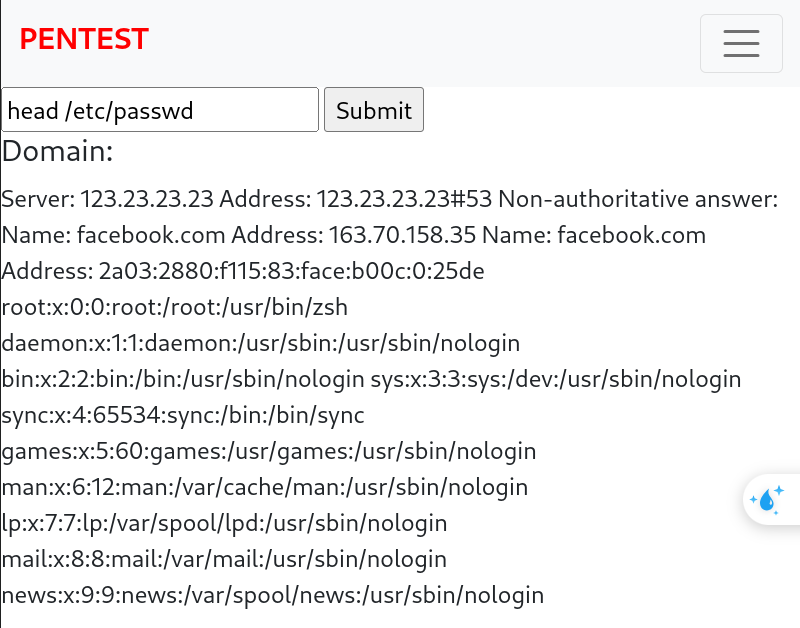 PENTEST
head /etc/passwd
Submit
Domain:
Server: 123.23.23.23 Address: 123.23.23.23#53 Non-authoritative answer:
Name: facebook.com Address: 163.70.158.35 Name: facebook.com
Address: 2a03:2880:f115:83:face:b00c:0:25de
root:x:0:0:root:/root:/usr/bin/zsh
daemon:x:1:1:daemon:/usr/sbin:/usr/sbin/nologin
bin:x:2:2:bin:/bin:/usr/sbin/nologin sys:x:3:3:sys:/dev:/usr/sbin/nologin
sync:x:4:65534:sync:/bin:/bin/sync
games:x:5:60:games:/usr/games:/usr/sbin/nologin
man:x:6:12:man:/var/cache/man:/usr/sbin/nologin
lp:x:7:7:lp:/var/spool/lpd:/usr/sbin/nologin
mail:x:8:8:mail:/var/mail:/usr/sbin/nologin
news:x:9:9:news:/var/spool/news:/usr/sbin/nologin